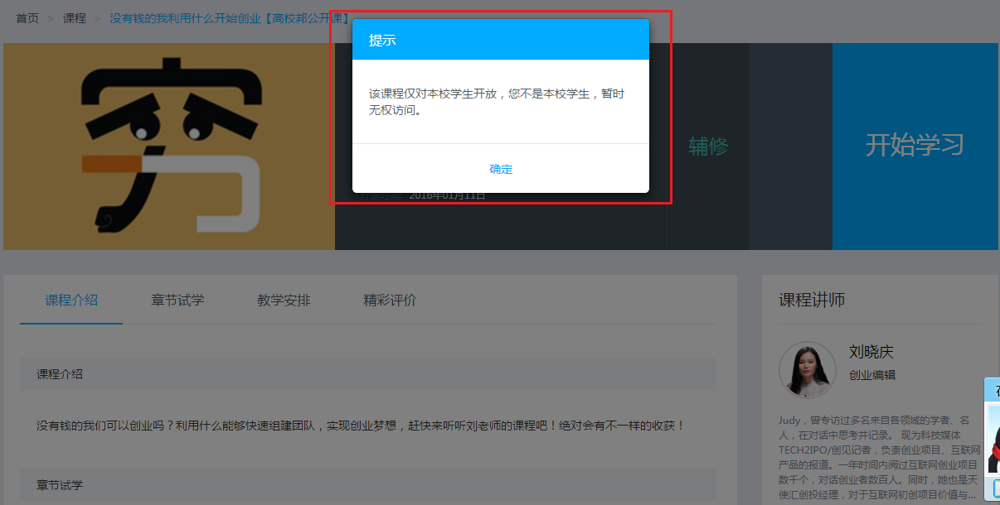 首页 > 课程 > 没有钱的我利用什么开始创业【高校邦公开课】
提示
该课程仅对本校学生开放，您不是本校学生，暂时
无权访问。
确定
开课时间: 2016年01月11日
辅修
开始学习
课程介绍 章节试学 教学安排 精彩评价
课程介绍
没有钱的我们可以创业吗？利用什么能够快速组建团队，实现创业梦想，赶快来听听刘老师的课程吧！绝对会有不一样的收获！
章节试学
课程讲师
刘晓庆
创业编辑
Judy，曾专访过多名来自各领域的学者、名
人，在对话中思考并记录。 现为科技媒体
TECH2IPO/创见记者，负责创业项目、互联网
产品的报道。一年时间内阅过互联网创业项目
数千个，对话创业者数百人。同时，她也是天
使汇创投经理，对于互联网初创项目价值与...